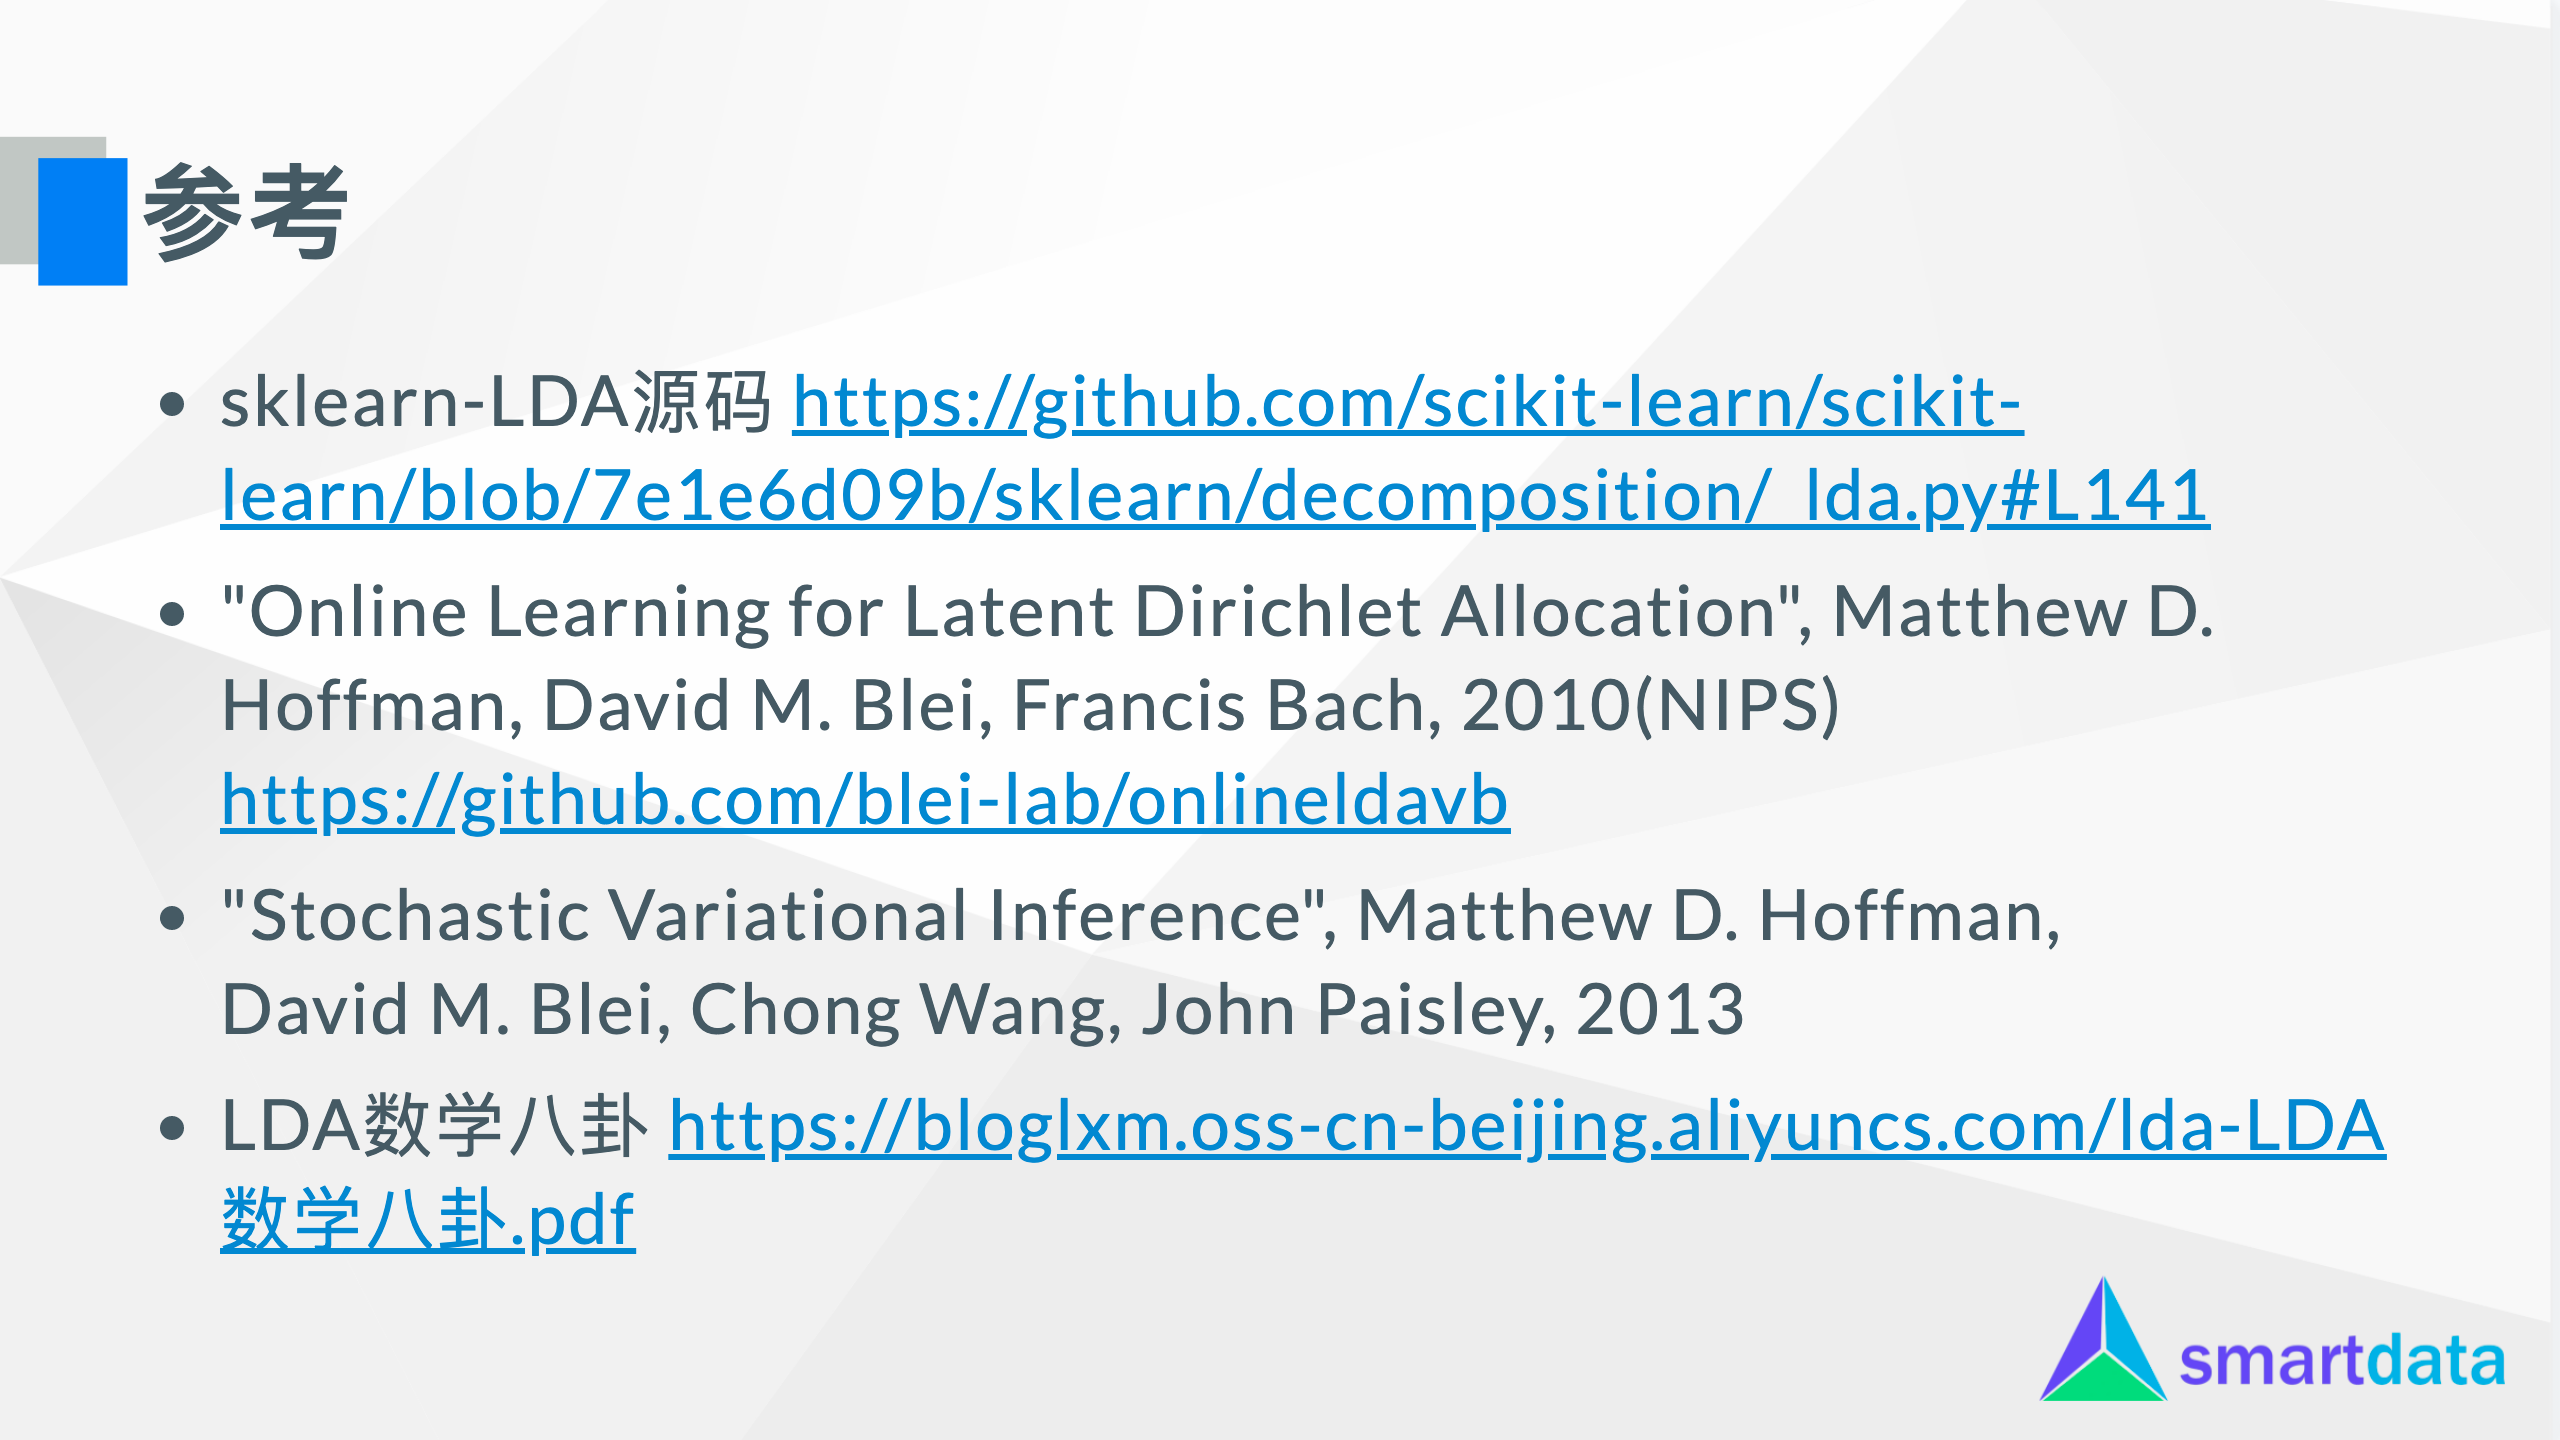 参考
• sklearn-LDA源码 https://github.com/scikit-learn/scikit-
learn/blob/7e1e6d09b/sklearn/decomposition/_lda.py#L141
• "Online Learning for Latent Dirichlet Allocation", Matthew D.
Hoffman, David M. Blei, Francis Bach, 2010(NIPS)
https://github.com/blei-lab/onlineldavb
• "Stochastic Variational Inference", Matthew D. Hoffman,
David M. Blei, Chong Wang, John Paisley, 2013
• LDA数学八卦 https://bloglxm.oss-cn-beijing.aliyuncs.com/lda-LDA
数学八卦.pdf
smartdata